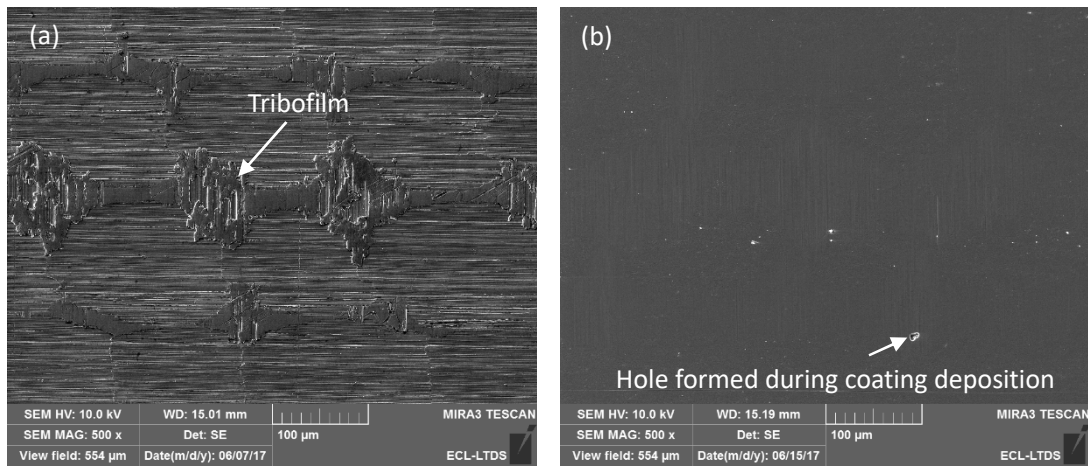 (a)
Tribofilm
SEM HV: 10.0 kV WD: 15.01 mm MIRA3 TESCAN
SEM MAG: 500 x Det: SE 100 µm
View field: 554 µm Date(m/d/y): 06/07/17 ECL-LTDS
(b)
Hole formed during coating deposition
SEM HV: 10.0 kV WD: 15.19 mm MIRA3 TESCAN
SEM MAG: 500 x Det: SE 100 µm
View field: 554 µm Date(m/d/y): 06/15/17 ECL-LTDS